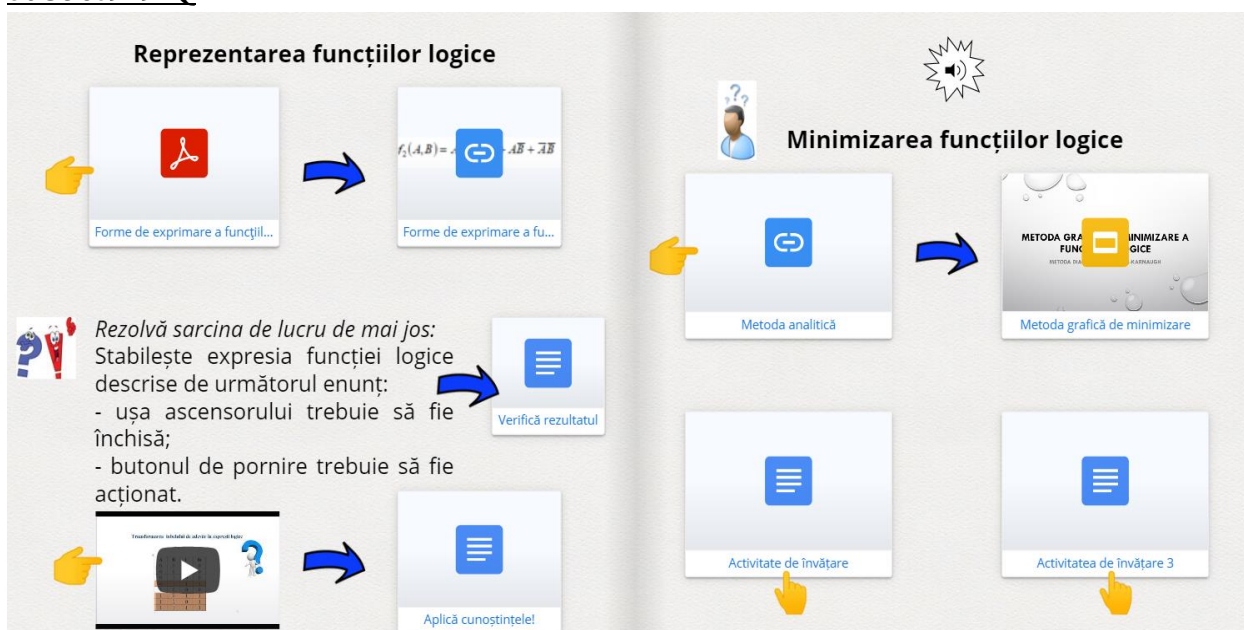 Reprezentarea funcțiilor logice
Forme de exprimare a funcțiil...
Forme de exprimare a fu...
Rezolvă sarcina de lucru de mai jos:
Stabilește expresia funcției logice
descrise de următorul enunț:
- ușa ascensorului trebuie să fie
închisă;
- butonul de pornire trebuie să fie
acționat.
Verifică rezultatul
Aplică cunoștințele!
Minimizarea funcțiilor logice
Metoda analitică
METODA
MINIMIZARE A
Metoda grafică de minimizare
Activitate de învățare
Activitatea de învățare 3